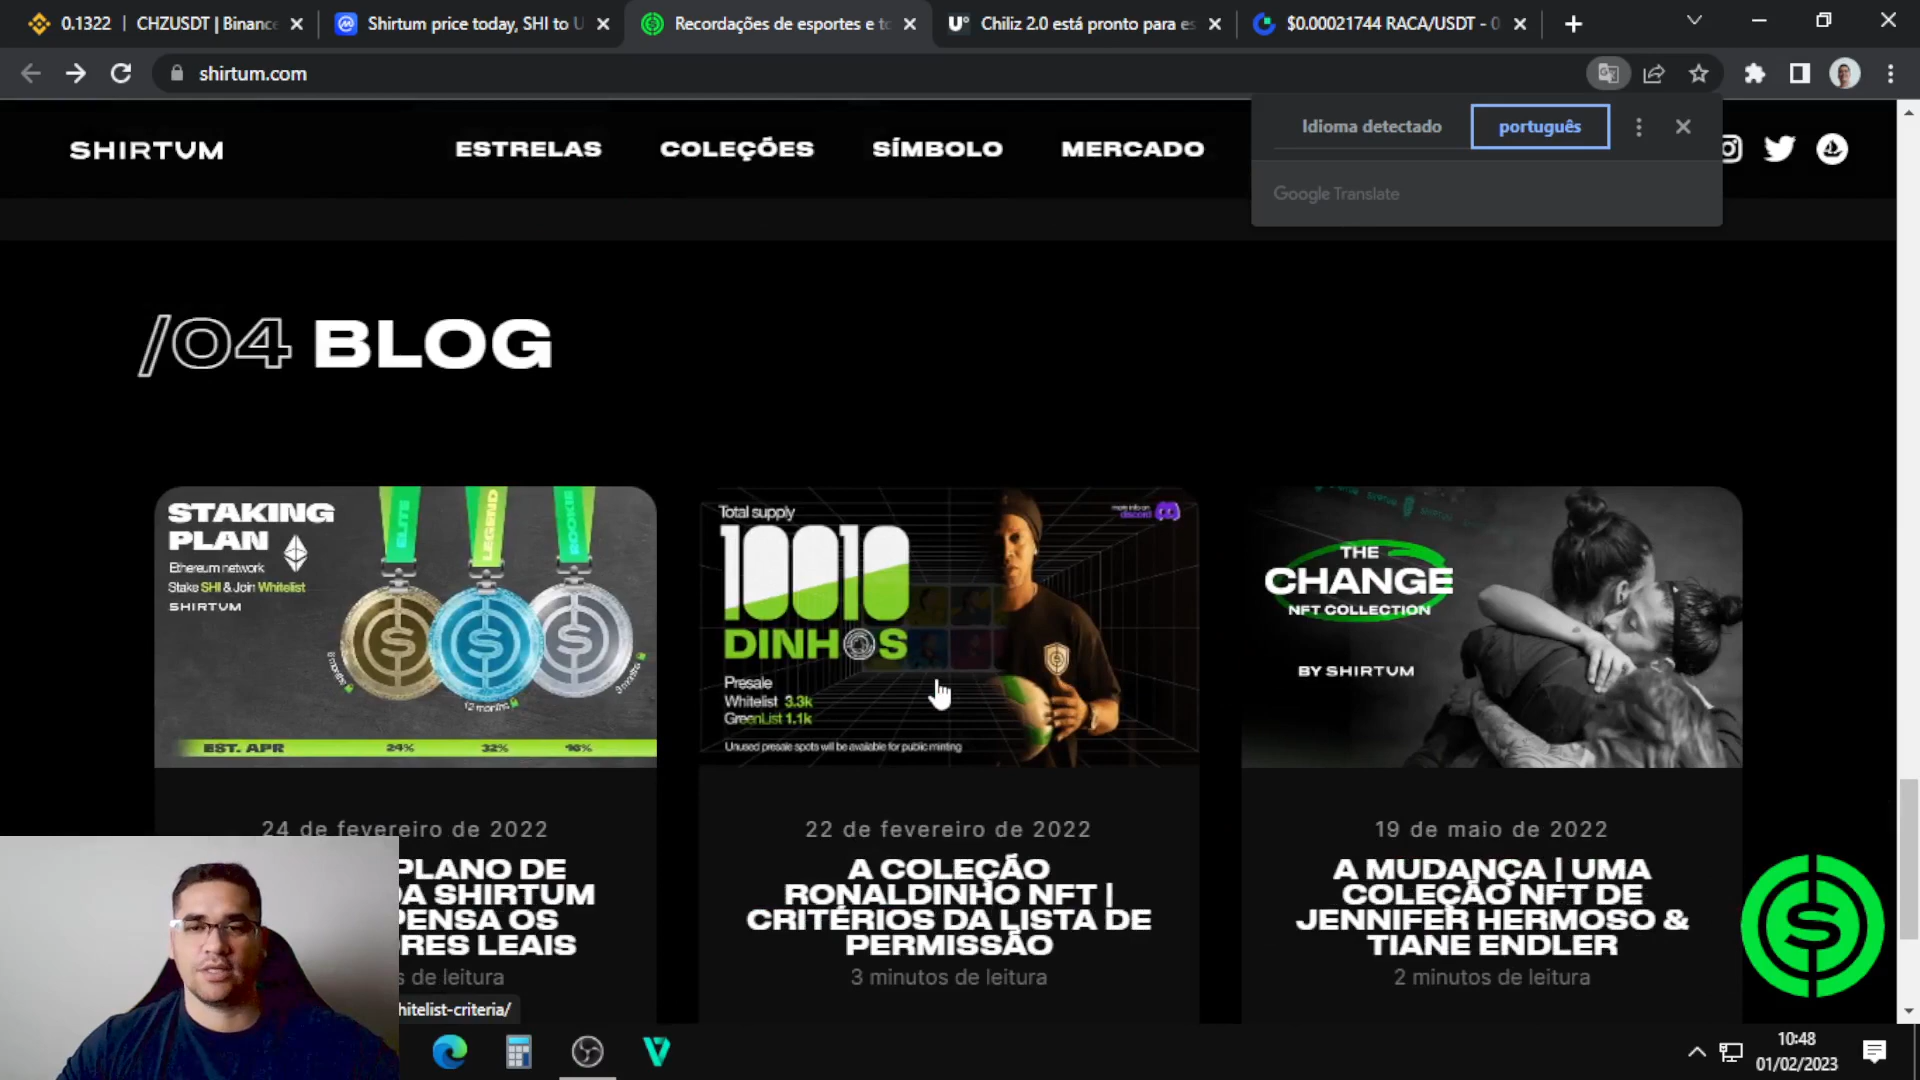 0.1322 | CHZUSDT | Binance
Shirtum price today, SHI to U
Recordações de esportes e to
Chiliz 2.0 está pronto para es
$0.00021744 RACA/USDT - 0
shirtum.com
Idioma detectado
português
Google Translate
SHIRTUM
ESTRELAS
COLEÇÕES
SÍMBOLO
MERCADO
/04 BLOG
STAKING
PLAN
Ethereum network
Stake SHI & Join Whitelist
SHIRTUM
ELITE
LEGEND
ROOKIE
12 months
EST. APR
24%
32%
16%
Total supply
10010
DINHOS
Presale
Whitelist 3.3k
GreenList 1.1k
Unused presale spots will be available for public minting
more info on
discord
THE
CHANGE
NFT COLLECTION
BY SHIRTUM
24 de fevereiro de 2022
PLANO DE
DA SHIRTUM
PENSA OS
RES LEAIS
s de leitura
22 de fevereiro de 2022
A COLEÇÃO
RONALDINHO NFT |
CRITÉRIOS DA LISTA DE
PERMISSÃO
3 minutos de leitura
19 de maio de 2022
A MUDANÇA | UMA
COLEÇÃO NFT DE
JENNIFER HERMOSO &
TIANE ENDLER
2 minutos de leitura
hitelist-criteria/
10:48
01/02/2023